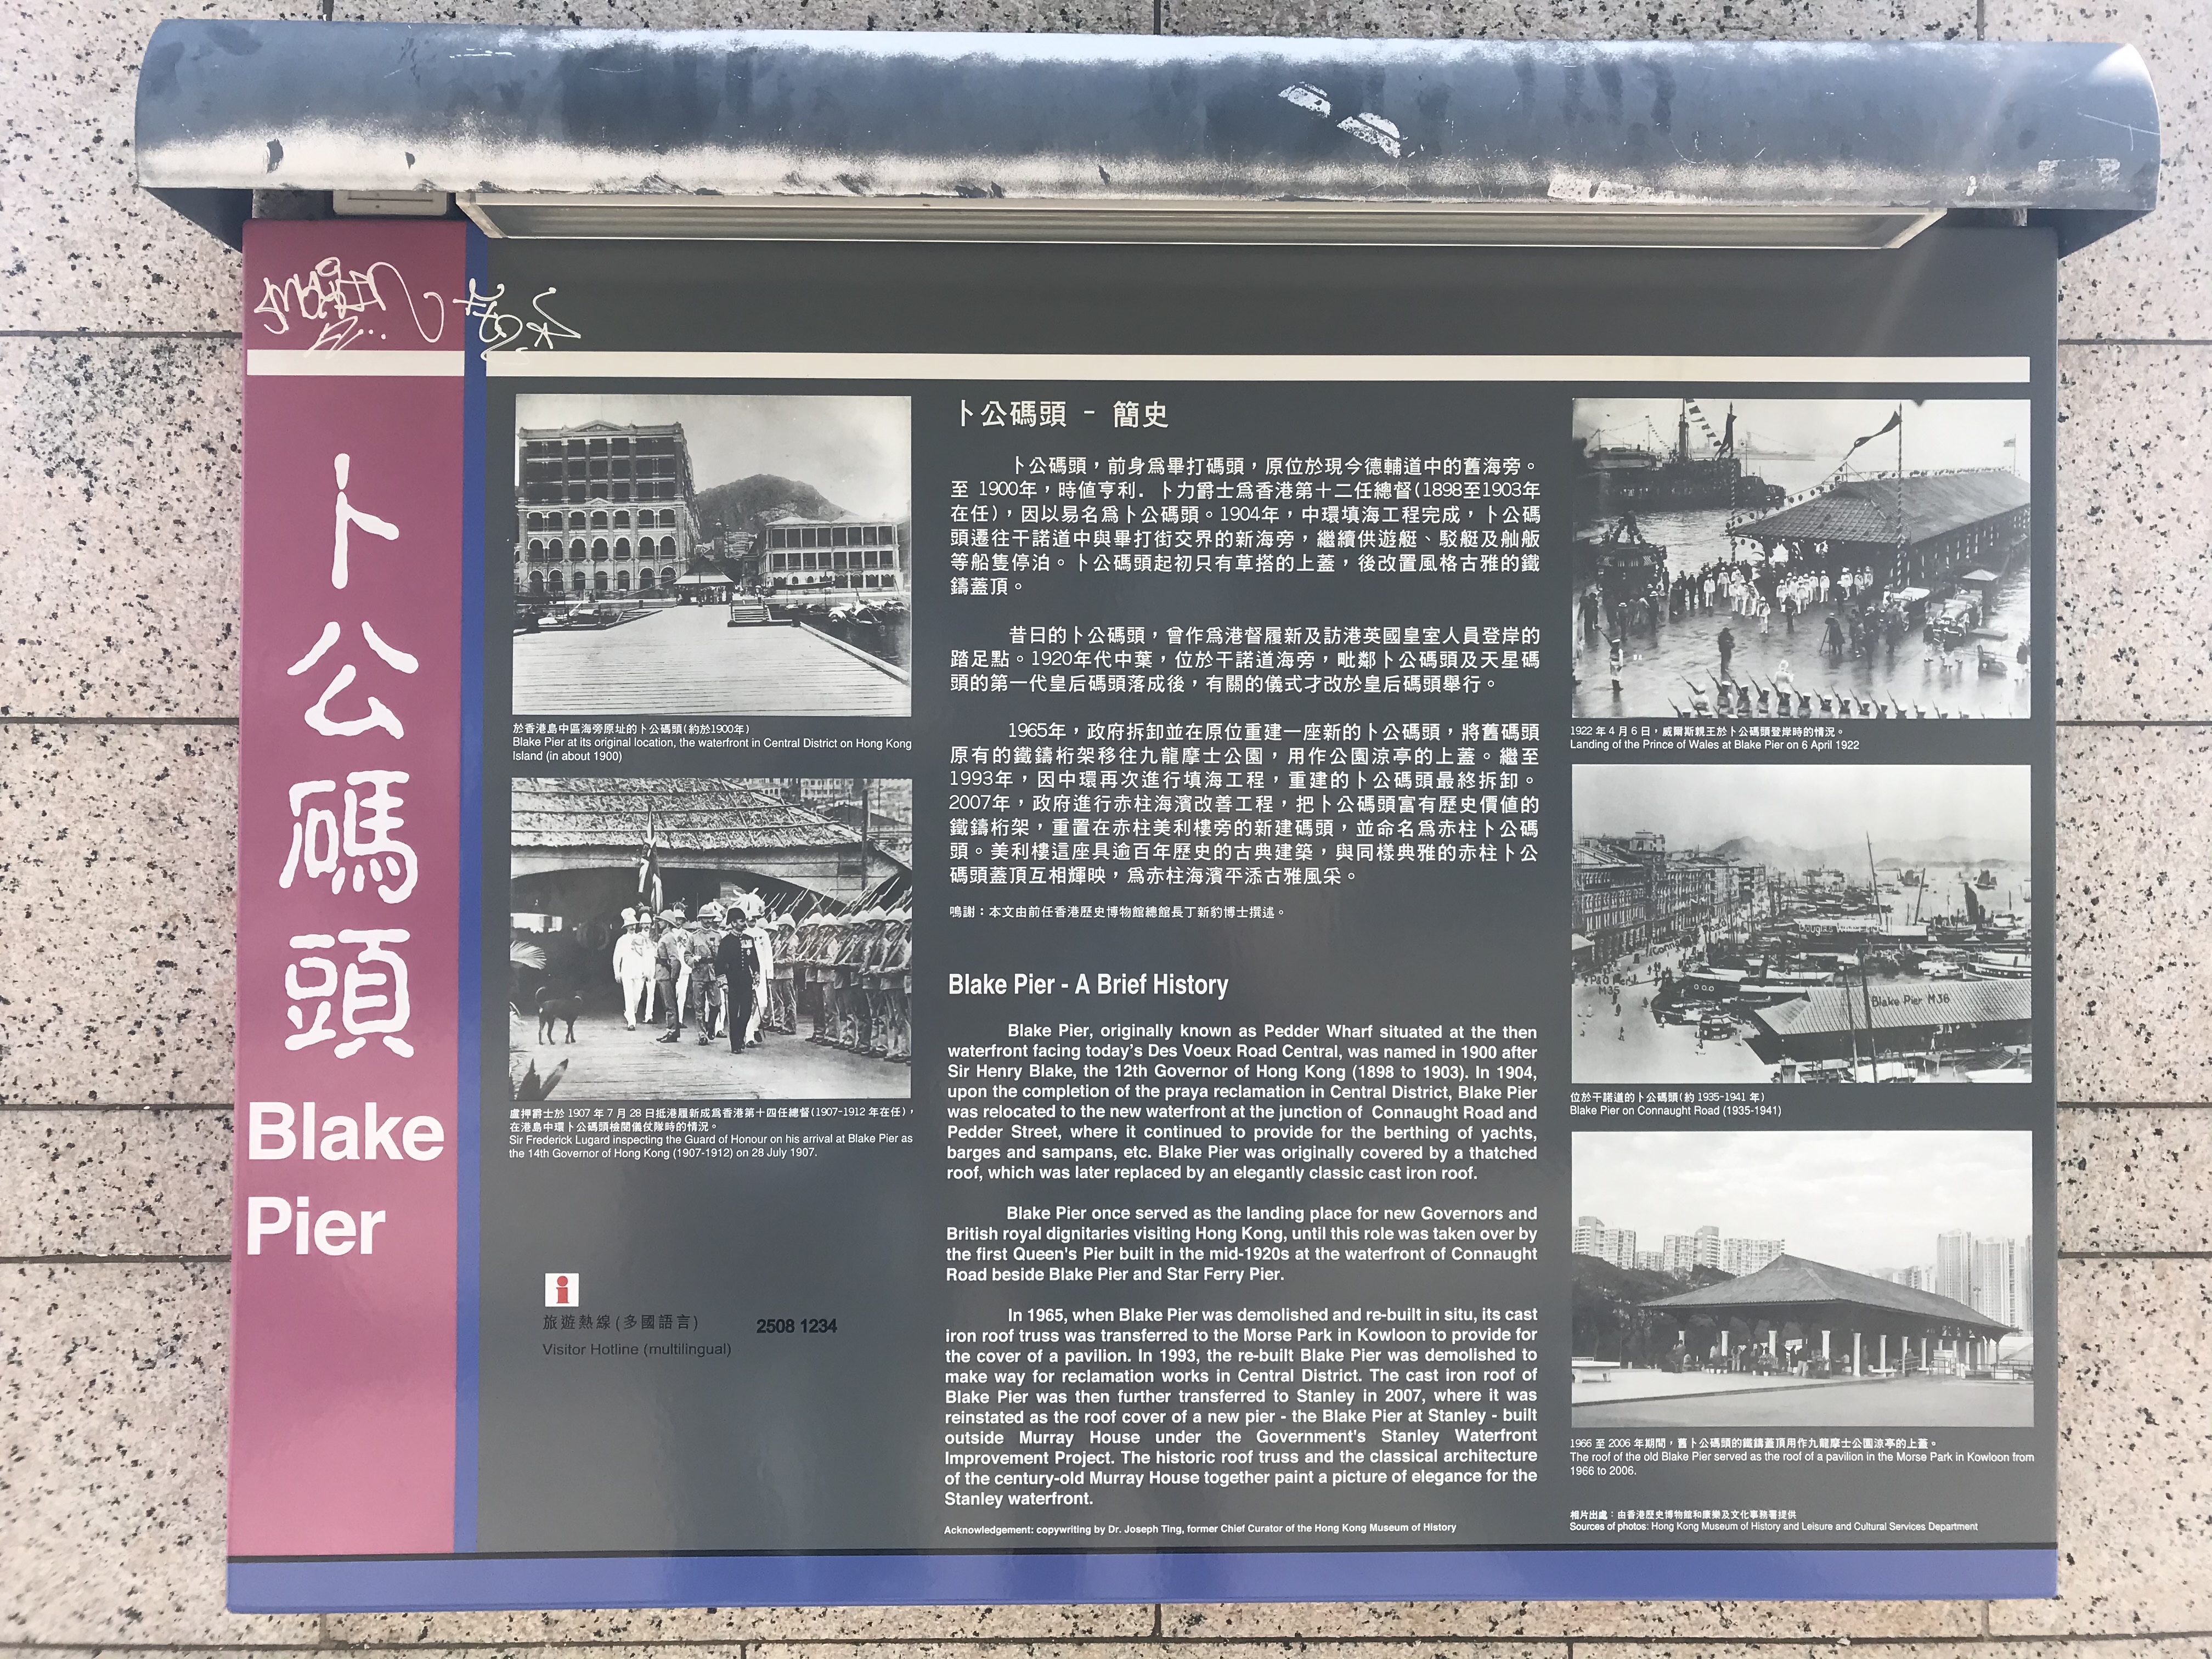 卜公碼頭
Blake
Pier
於香港島中區海旁原址的卜公碼頭(約於1900年)
Blake Pier at its original location, the waterfront in Central District on Hong Kong
Island (in about 1900)
盧押爵士於 1907 年 7 月 28 日抵港履新成爲香港第十四任總督(1907-1912 年在任)，
在港島中環卜公碼頭檢閱儀仗隊時的情況。
Sir Frederick Lugard inspecting the Guard of Honour on his arrival at Blake Pier as
the 14th Governor of Hong Kong (1907-1912) on 28 July 1907.
i
旅遊熱線(多國語言)
2508 1234
Visitor Hotline (multilingual)
卜公碼頭 - 簡史
卜公碼頭，前身爲畢打碼頭，原位於現今德輔道中的舊海旁。
至 1900年，時値亨利. 卜力爵士爲香港第十二任總督(1898至1903年
在任)，因以易名爲卜公碼頭。1904年，中環填海工程完成，卜公碼
頭遷往干諾道中與畢打街交界的新海旁，繼續供遊艇、駁艇及舢舨
等船隻停泊。卜公碼頭起初只有草搭的上蓋，後改置風格古雅的鐵
鑄蓋頂。
昔日的卜公碼頭，曾作爲港督履新及訪港英國皇室人員登岸的
踏足點。1920年代中葉，位於干諾道海旁，毗鄰卜公碼頭及天星碼
頭的第一代皇后碼頭落成後，有關的儀式才改於皇后碼頭舉行。
1965年，政府拆卸並在原位重建一座新的卜公碼頭，將舊碼頭
原有的鐵鑄桁架移往九龍摩士公園，用作公園涼亭的上蓋。繼至
1993年，因中環再次進行填海工程，重建的卜公碼頭最終拆卸。
2007年，政府進行赤柱海濱改善工程，把卜公碼頭富有歷史價値的
鐵鑄桁架，重置在赤柱美利樓旁的新建碼頭，並命名爲赤柱卜公碼
頭。美利樓這座具逾百年歷史的古典建築，與同樣典雅的赤柱卜公
碼頭蓋頂互相輝映，爲赤柱海濱平添古雅風采。
鳴謝：本文由前任香港歷史博物館總館長丁新豹博士撰述。
Blake Pier - A Brief History
Blake Pier, originally known as Pedder Wharf situated at the then
waterfront facing today's Des Voeux Road Central, was named in 1900 after
Sir Henry Blake, the 12th Governor of Hong Kong (1898 to 1903). In 1904,
upon the completion of the praya reclamation in Central District, Blake Pier
was relocated to the new waterfront at the junction of Connaught Road and
Pedder Street, where it continued to provide for the berthing of yachts,
barges and sampans, etc. Blake Pier was originally covered by a thatched
roof, which was later replaced by an elegantly classic cast iron roof.
Blake Pier once served as the landing place for new Governors and
British royal dignitaries visiting Hong Kong, until this role was taken over by
the first Queen's Pier built in the mid-1920s at the waterfront of Connaught
Road beside Blake Pier and Star Ferry Pier.
In 1965, when Blake Pier was demolished and re-built in situ, its cast
iron roof truss was transferred to the Morse Park in Kowloon to provide for
the cover of a pavilion. In 1993, the re-built Blake Pier was demolished to
make way for reclamation works in Central District. The cast iron roof of
Blake Pier was then further transferred to Stanley in 2007, where it was
reinstated as the roof cover of a new pier - the Blake Pier at Stanley - built
outside Murray House under the Government's Stanley Waterfront
Improvement Project. The historic roof truss and the classical architecture
of the century-old Murray House together paint a picture of elegance for the
Stanley waterfront.
Acknowledgement: copywriting by Dr. Joseph Ting, former Chief Curator of the Hong Kong Museum of History
1922 年 4 月 6 日，威爾斯親王於卜公碼頭登岸時的情況。
Landing of the Prince of Wales at Blake Pier on 6 April 1922
Blake Pier M36
位於干諾道的卜公碼頭(約 1935-1941 年)
Blake Pier on Connaught Road (1935-1941)
1966 至 2006 年期間，舊卜公碼頭的鐵鑄蓋頂用作九龍摩士公園涼亭的上蓋。
The roof of the old Blake Pier served as the roof of a pavilion in the Morse Park in Kowloon from
1966 to 2006.
相片出處：由香港歷史博物館和康樂及文化事務署提供
Sources of photos: Hong Kong Museum of History and Leisure and Cultural Services Department